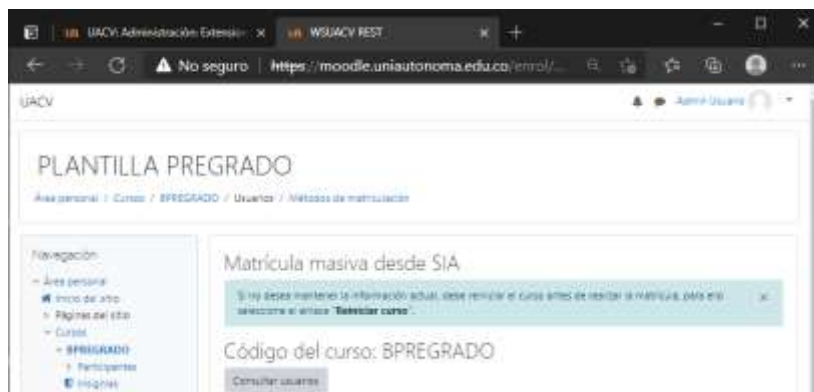 UACV: Administración: Extensio
WSUACV REST
No seguro
https://moodle.uniautonoma.edu.co/enrol/...
UACV
Admin Usuario
PLANTILLA PREGRADO
Área personal / Cursos / BPREGRADO / Usuarios / Métodos de matriculación
Navegación
Área personal
Inicio del sitio
Páginas del sitio
Cursos
BPREGRADO
Participantes
Insignias
Matrícula masiva desde SIA
Si no desea mantener la información actual, debe reiniciar el curso antes de realizar la matrícula, para ello
seleccione el enlace "Reiniciar curso".
Código del curso: BPREGRADO
Consultar usuarios